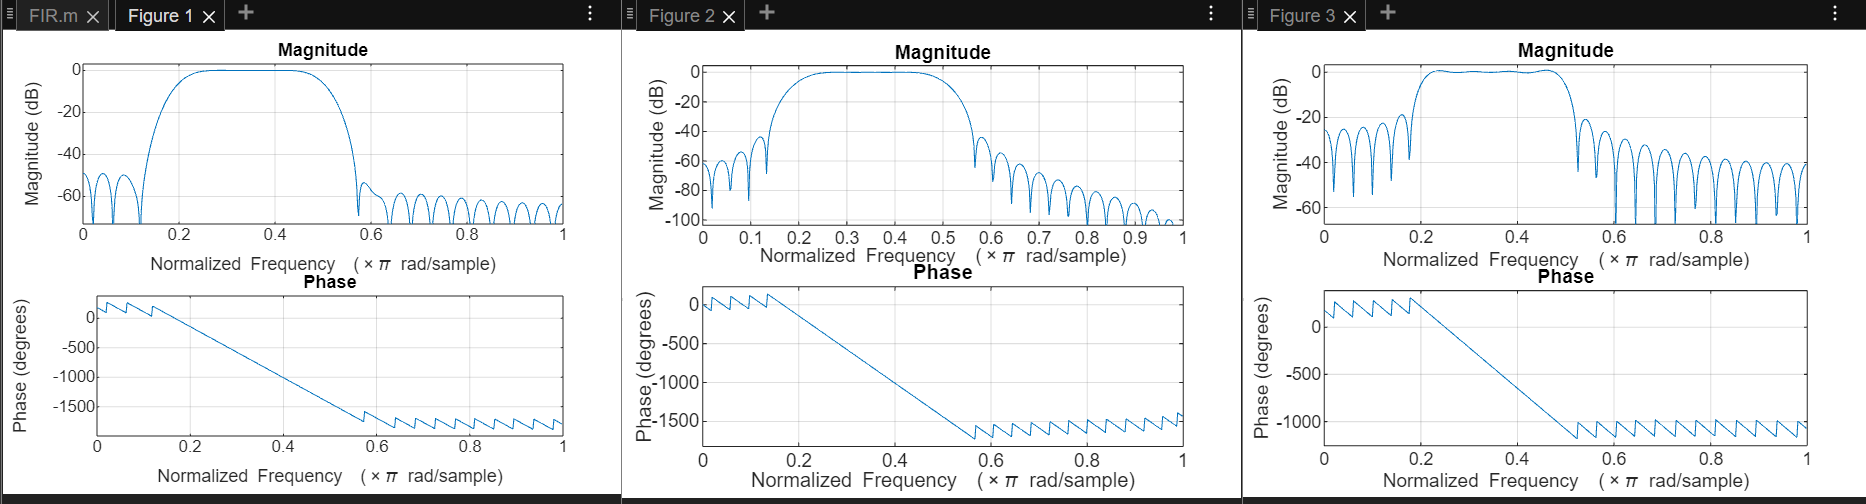 FIR.m
Figure 1
Magnitude
Magnitude (dB)
0
-20
-40
-60
0 0.2 0.4 0.6 0.8 1
Normalized Frequency (×π rad/sample)
Phase
Phase (degrees)
0
-500
-1000
-1500
0 0.2 0.4 0.6 0.8 1
Normalized Frequency (×π rad/sample)
Figure 2
Magnitude
Magnitude (dB)
0
-20
-40
-60
-80
-100
0 0.1 0.2 0.3 0.4 0.5 0.6 0.7 0.8 0.9 1
Normalized Frequency (×π rad/sample)
Phase
Phase (degrees)
0
-500
-1000
-1500
0 0.2 0.4 0.6 0.8 1
Normalized Frequency (×π rad/sample)
Figure 3
Magnitude
Magnitude (dB)
0
-20
-40
-60
0 0.2 0.4 0.6 0.8 1
Normalized Frequency (×π rad/sample)
Phase
Phase (degrees)
0
-500
-1000
0 0.2 0.4 0.6 0.8 1
Normalized Frequency (×π rad/sample)